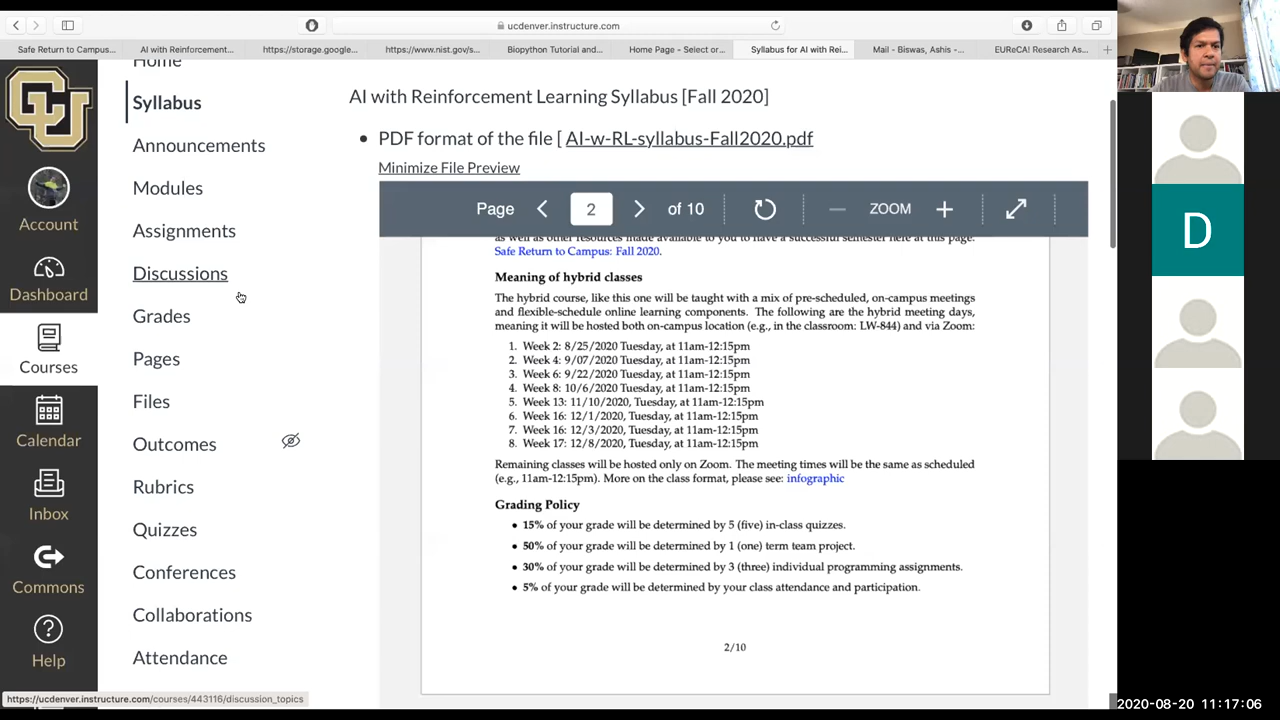 ucdenver.instructure.com
Safe Return to Campus...
AI with Reinforcement...
https://storage.google...
https://www.nist.gov/s...
Biopython Tutorial and...
Home Page - Select or...
Syllabus for AI with Rei...
Mail - Biswas, Ashis -...
EUReCA! Research As...
CU
Account
Dashboard
Courses
Calendar
Inbox
Commons
Help
Home
Syllabus
Announcements
Modules
Assignments
Discussions
Grades
Pages
Files
Outcomes
Rubrics
Quizzes
Conferences
Collaborations
Attendance
AI with Reinforcement Learning Syllabus [Fall 2020]
• PDF format of the file [ AI-w-RL-syllabus-Fall2020.pdf
Minimize File Preview
Page 2 of 10 ZOOM
as well as other resources made available to you to have a successful semester here at this page:
Safe Return to Campus: Fall 2020.
Meaning of hybrid classes
The hybrid course, like this one will be taught with a mix of pre-scheduled, on-campus meetings
and flexible-schedule online learning components. The following are the hybrid meeting days,
meaning it will be hosted both on-campus location (e.g., in the classroom: LW-844) and via Zoom:
1. Week 2: 8/25/2020 Tuesday, at 11am-12:15pm
2. Week 4: 9/07/2020 Tuesday, at 11am-12:15pm
3. Week 6: 9/22/2020 Tuesday, at 11am-12:15pm
4. Week 8: 10/6/2020 Tuesday, at 11am-12:15pm
5. Week 13: 11/10/2020, Tuesday, at 11am-12:15pm
6. Week 16: 12/1/2020, Tuesday, at 11am-12:15pm
7. Week 16: 12/3/2020, Tuesday, at 11am-12:15pm
8. Week 17: 12/8/2020, Tuesday, at 11am-12:15pm
Remaining classes will be hosted only on Zoom. The meeting times will be the same as scheduled
(e.g., 11am-12:15pm). More on the class format, please see: infographic
Grading Policy
• 15% of your grade will be determined by 5 (five) in-class quizzes.
• 50% of your grade will be determined by 1 (one) term team project.
• 30% of your grade will be determined by 3 (three) individual programming assignments.
• 5% of your grade will be determined by your class attendance and participation.
2/10
https://ucdenver.instructure.com/courses/443116/discussion_topics
D
2020-08-20 11:17:06